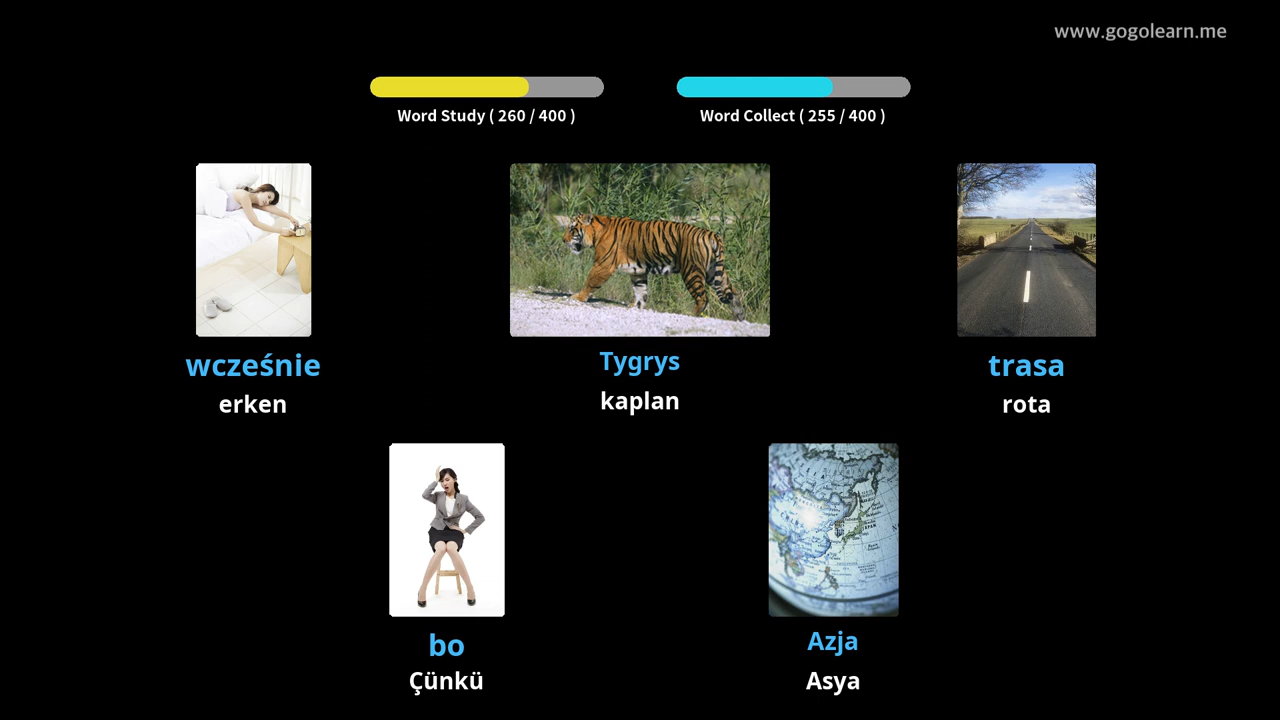 www.gogolearn.me
Word Study ( 260 / 400 )
Word Collect ( 255 / 400 )
wcześnie
erken
Tygrys
kaplan
trasa
rota
bo
Çünkü
Azja
Asya